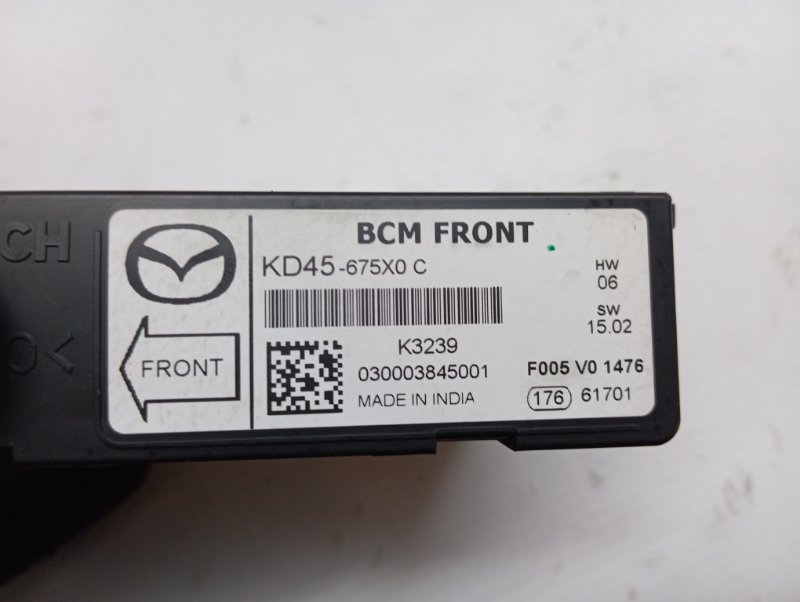 CH
BCM FRONT
KD45-675X0 C
HW
06
SW
15.02
FRONT
K3239
030003845001
MADE IN INDIA
F005 V0 1476
176 61701